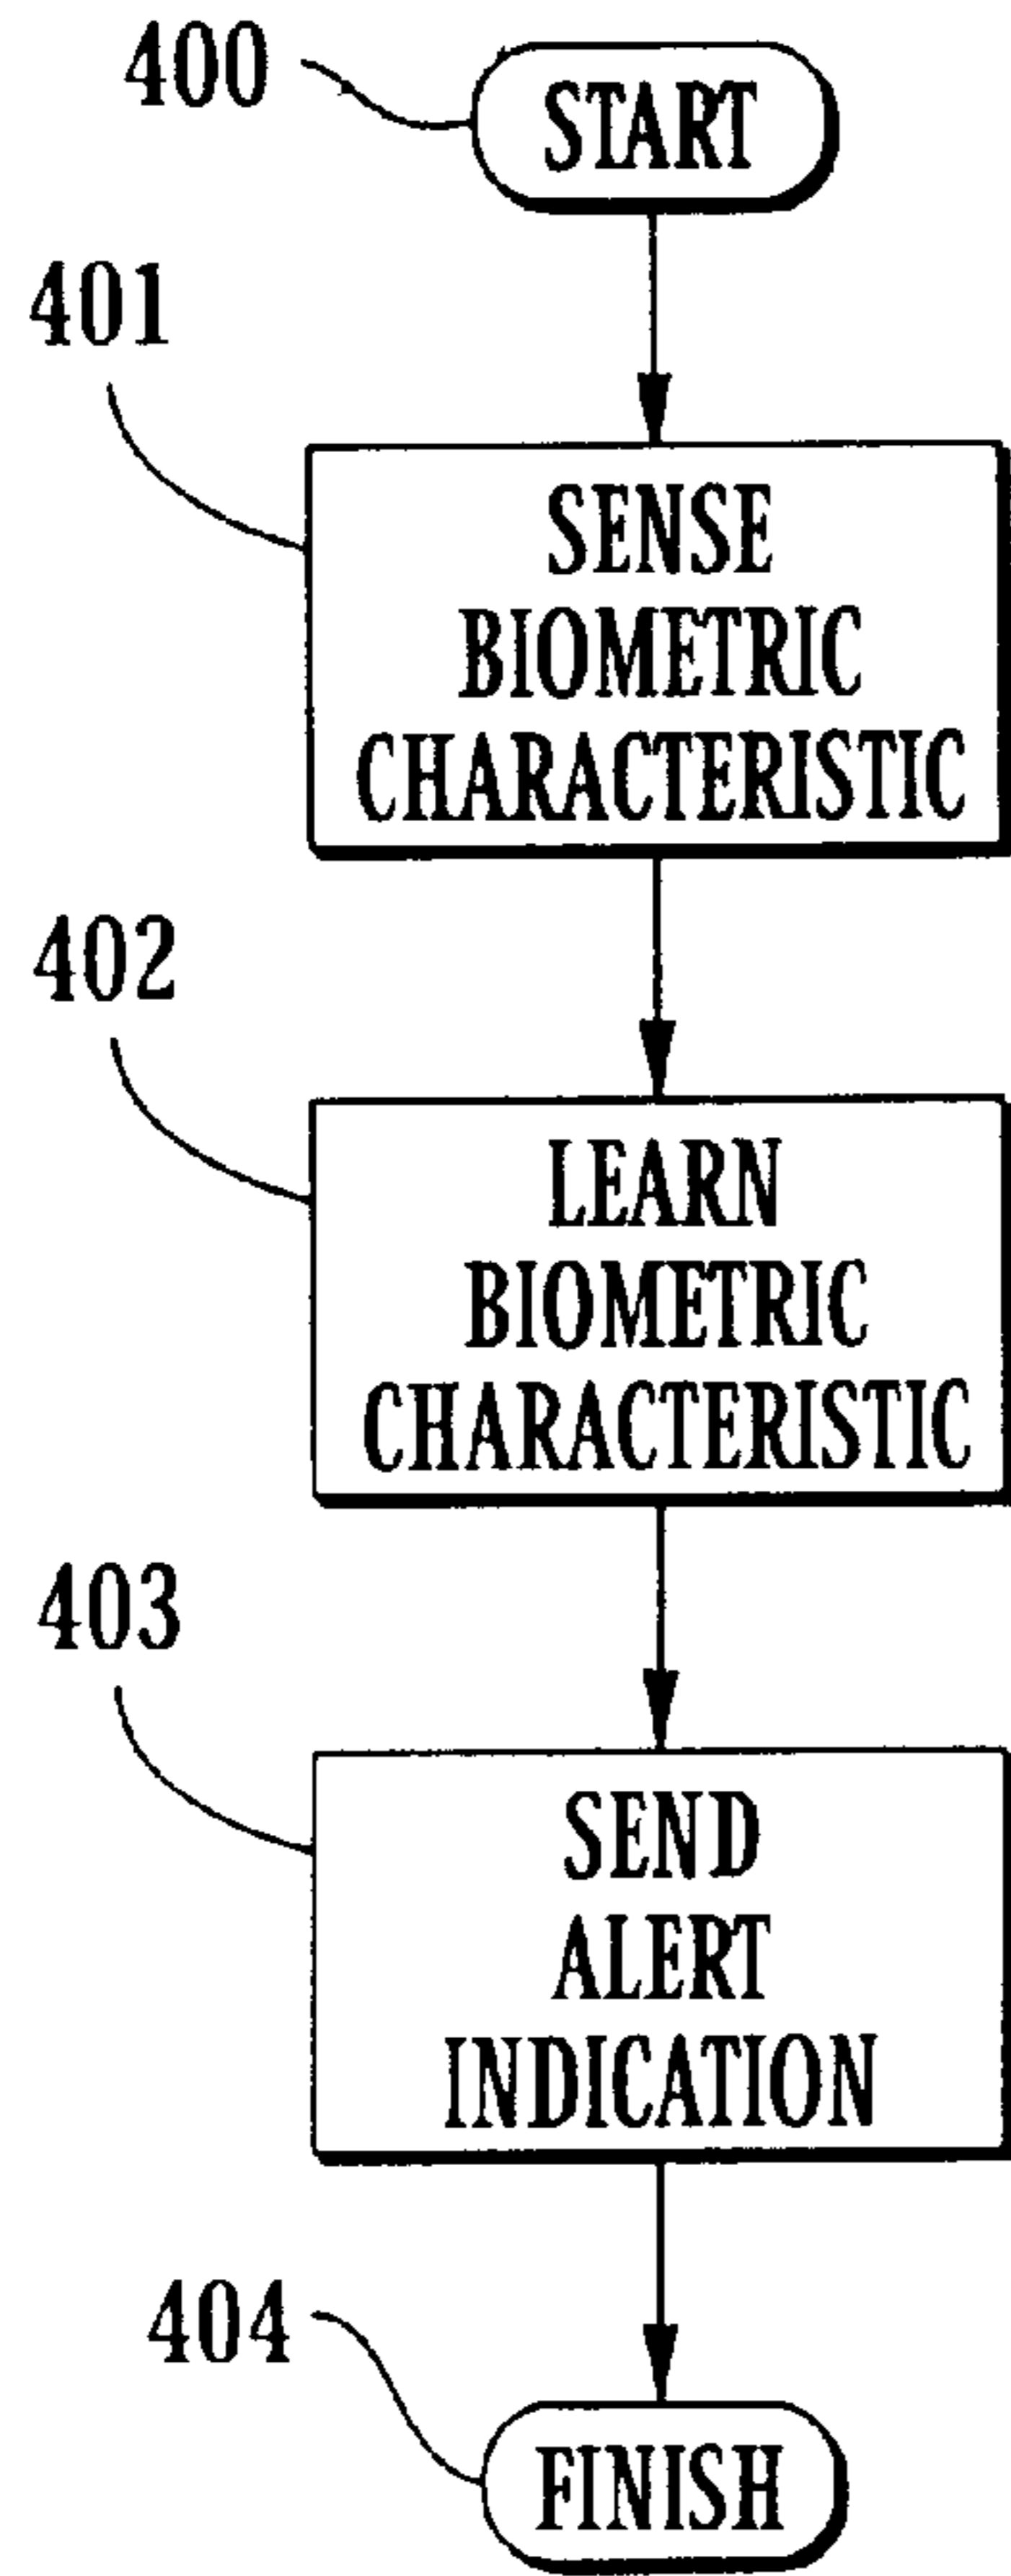 400
START
401
SENSE
BIOMETRIC
CHARACTERISTIC
402
LEARN
BIOMETRIC
CHARACTERISTIC
403
SEND
ALERT
INDICATION
404
FINISH